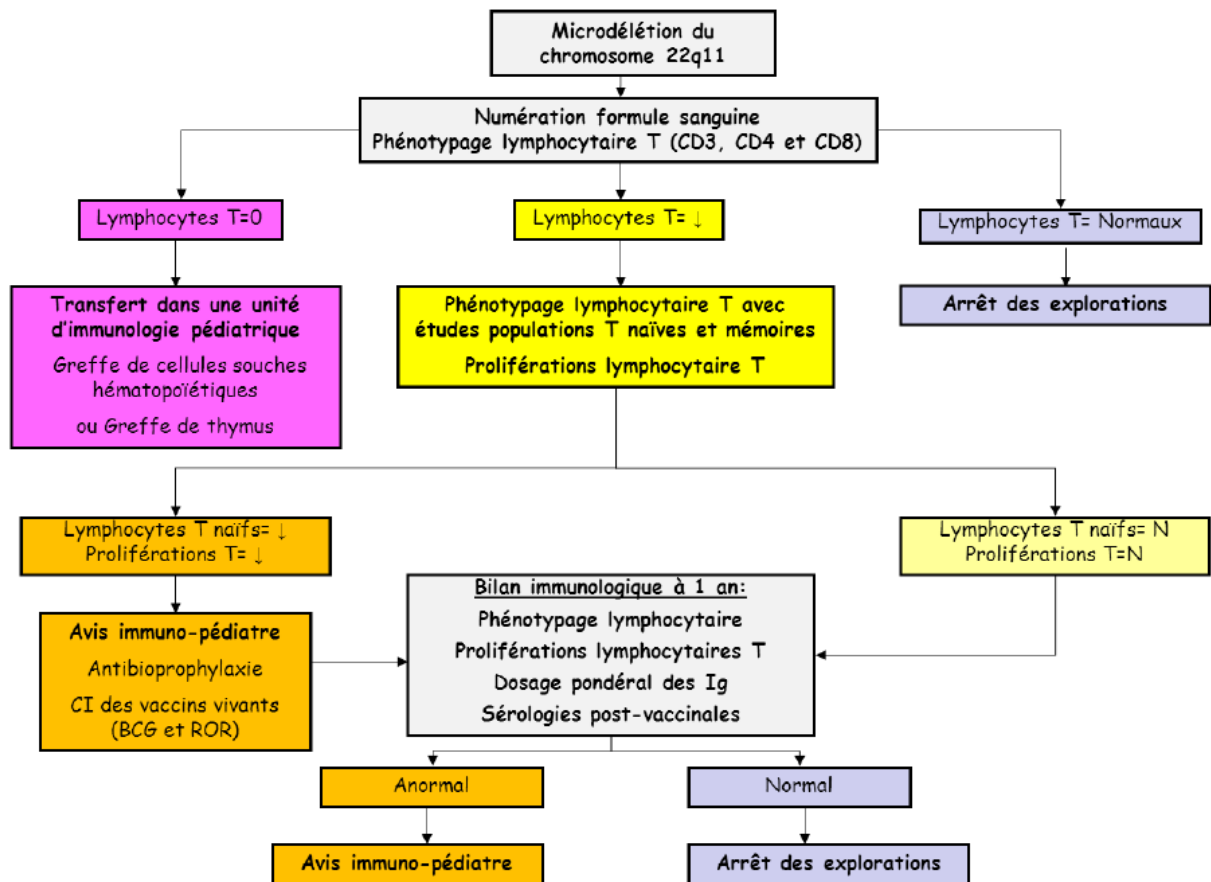 Microdélétion du
chromosome 22q11
Numération formule sanguine
Phénotypage lymphocytaire T (CD3, CD4 et CD8)
Lymphocytes T=0
Lymphocytes T= ↓
Lymphocytes T= Normaux
Transfert dans une unité
d'immunologie pédiatrique
Greffe de cellules souches
hématopoïétiques
ou Greffe de thymus
Phénotypage lymphocytaire T avec
études populations T naïves et mémoires
Proliférations lymphocytaire T
Arrêt des explorations
Lymphocytes T naïfs= ↓
Proliférations T= ↓
Lymphocytes T naïfs= N
Proliférations T=N
Avis immuno-pédiatre
Antibioprophylaxie
CI des vaccins vivants
(BCG et ROR)
Bilan immunologique à 1 an:
Phénotypage lymphocytaire
Proliférations lymphocytaires T
Dosage pondéral des Ig
Sérologies post-vaccinales
Anormal
Normal
Avis immuno-pédiatre
Arrêt des explorations